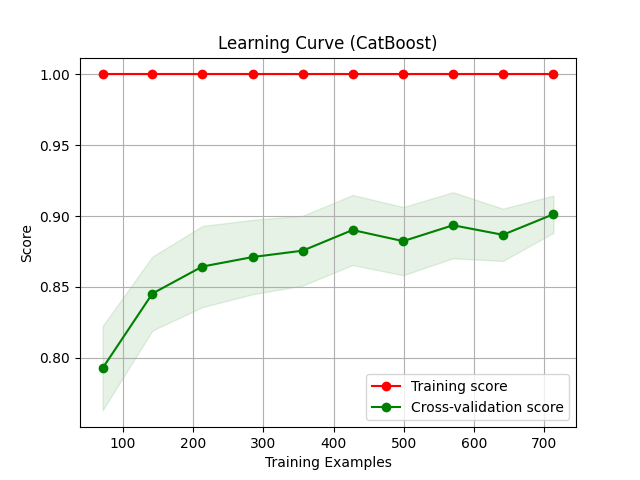 Learning Curve (CatBoost)
1.00
0.95
0.90
0.85
0.80
Score
100 200 300 400 500 600 700
Training Examples
Training score
Cross-validation score